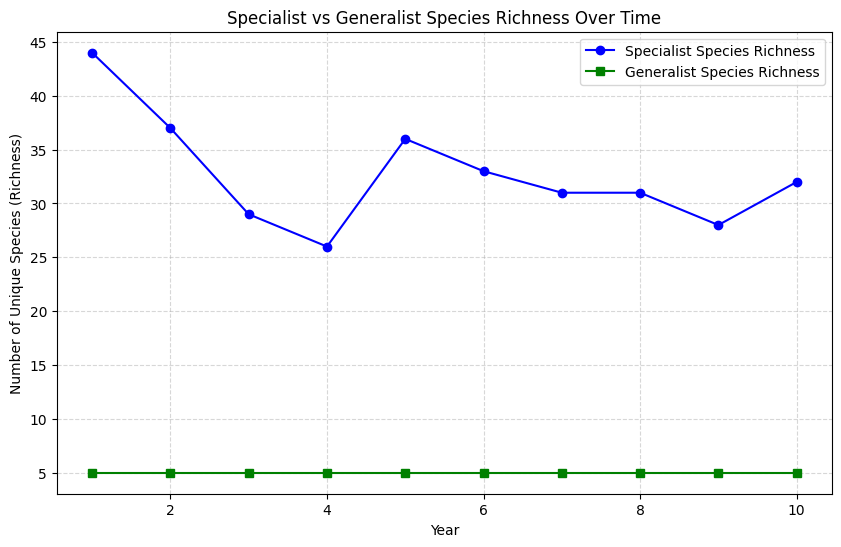 Specialist vs Generalist Species Richness Over Time
Specialist Species Richness
Generalist Species Richness
Number of Unique Species (Richness)
45
40
35
30
25
20
15
10
5
2
4
6
8
10
Year